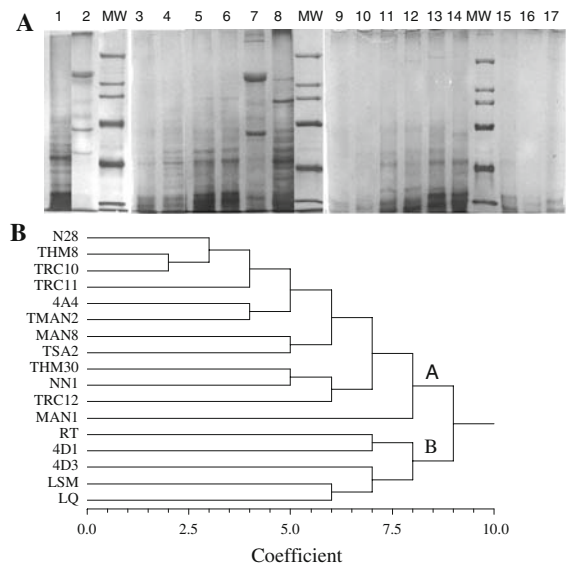 A
1 2 MW 3 4 5 6 7 8 MW 9 10 11 12 13 14 MW 15 16 17
B
N28
THM8
TRC10
TRC11
4A4
TMAN2
MAN8
TSA2
THM30
NN1
TRC12
MAN1
RT
4D1
4D3
LSM
LQ
A
B
0.0 2.5 5.0 7.5 10.0
Coefficient